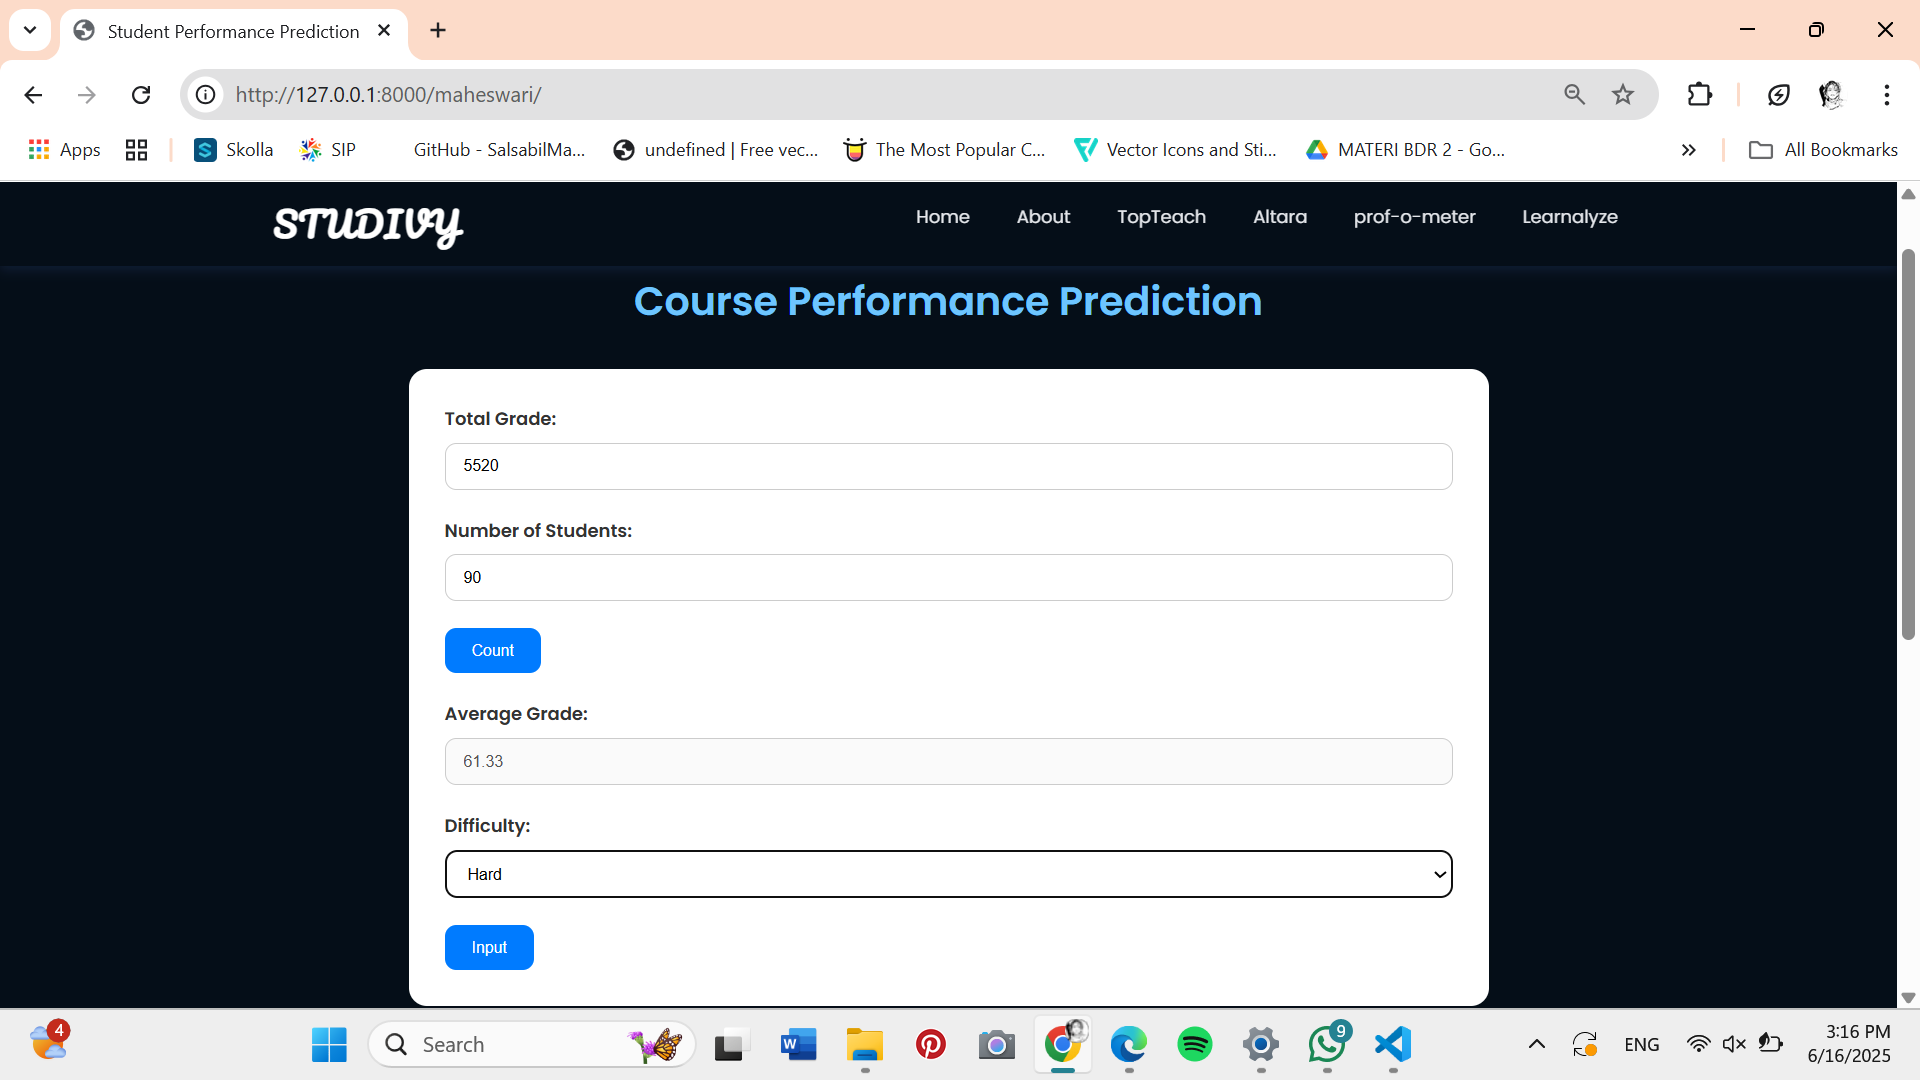 Student Performance Prediction
http://127.0.0.1:8000/maheswari/
Apps
S Skolla
SIP
GitHub - SalsabilMa...
undefined | Free vec...
The Most Popular C...
Vector Icons and Sti...
MATERI BDR 2 - Go...
All Bookmarks
STUDIVY
Home
About
TopTeach
Altara
prof-o-meter
Learnalyze
Course Performance Prediction
Total Grade:
5520
Number of Students:
90
Count
Average Grade:
61.33
Difficulty:
Hard
Input
4
Search
W
9
ENG
3:16 PM
6/16/2025